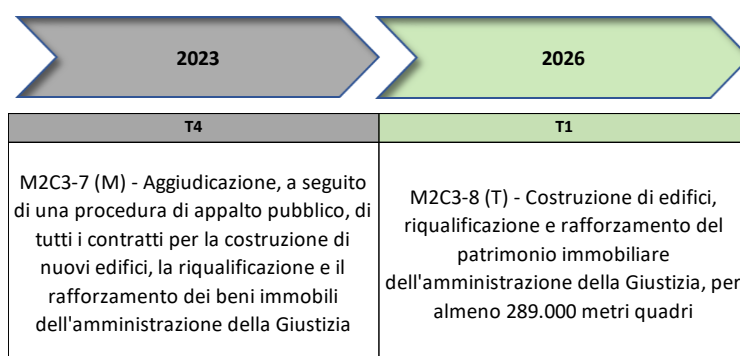 2023
2026
T4
T1
M2C3-7 (M) - Aggiudicazione, a seguito
di una procedura di appalto pubblico, di
tutti i contratti per la costruzione di
nuovi edifici, la riqualificazione e il
rafforzamento dei beni immobili
dell'amministrazione della Giustizia
M2C3-8 (T) - Costruzione di edifici,
riqualificazione e rafforzamento del
patrimonio immobiliare
dell'amministrazione della Giustizia, per
almeno 289.000 metri quadri